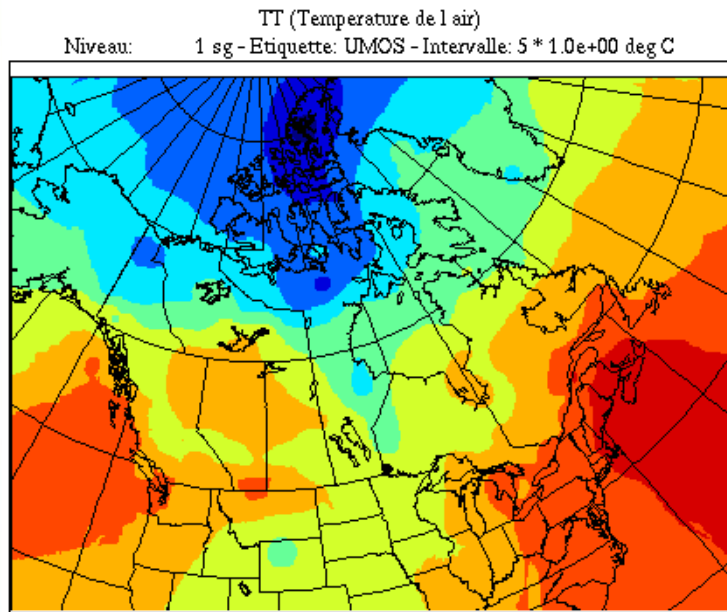 TT (Temperature de l air)
Niveau: 1 sg - Etiquette: UMOS - Intervalle: 5 * 1.0e+00 deg C